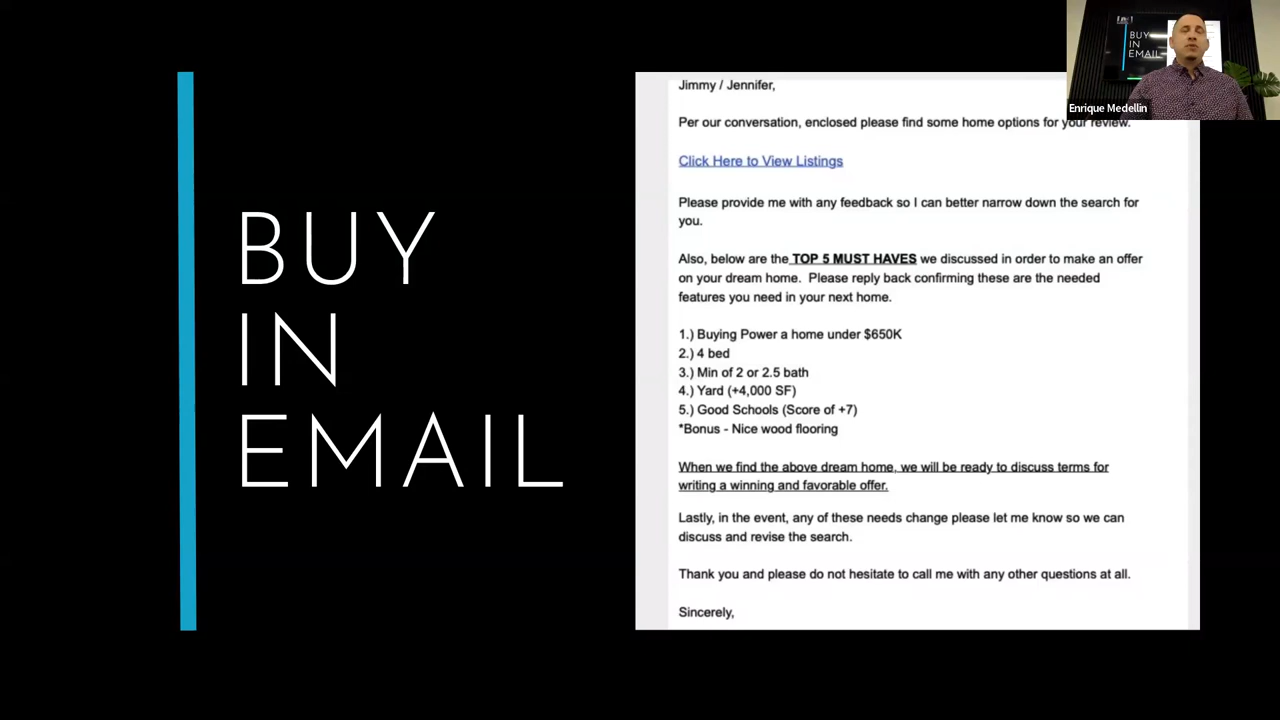 BUY
IN
EMAIL
Jimmy / Jennifer,
Per our conversation, enclosed please find some home options for your review.
Click Here to View Listings
Please provide me with any feedback so I can better narrow down the search for
you.
Also, below are the TOP 5 MUST HAVES we discussed in order to make an offer
on your dream home. Please reply back confirming these are the needed
features you need in your next home.
1.) Buying Power a home under $650K
2.) 4 bed
3.) Min of 2 or 2.5 bath
4.) Yard (+4,000 SF)
5.) Good Schools (Score of +7)
*Bonus - Nice wood flooring
When we find the above dream home, we will be ready to discuss terms for
writing a winning and favorable offer.
Lastly, in the event, any of these needs change please let me know so we can
discuss and revise the search.
Thank you and please do not hesitate to call me with any other questions at all.
Sincerely,
BUY
IN
EMAIL
Enrique Medellin